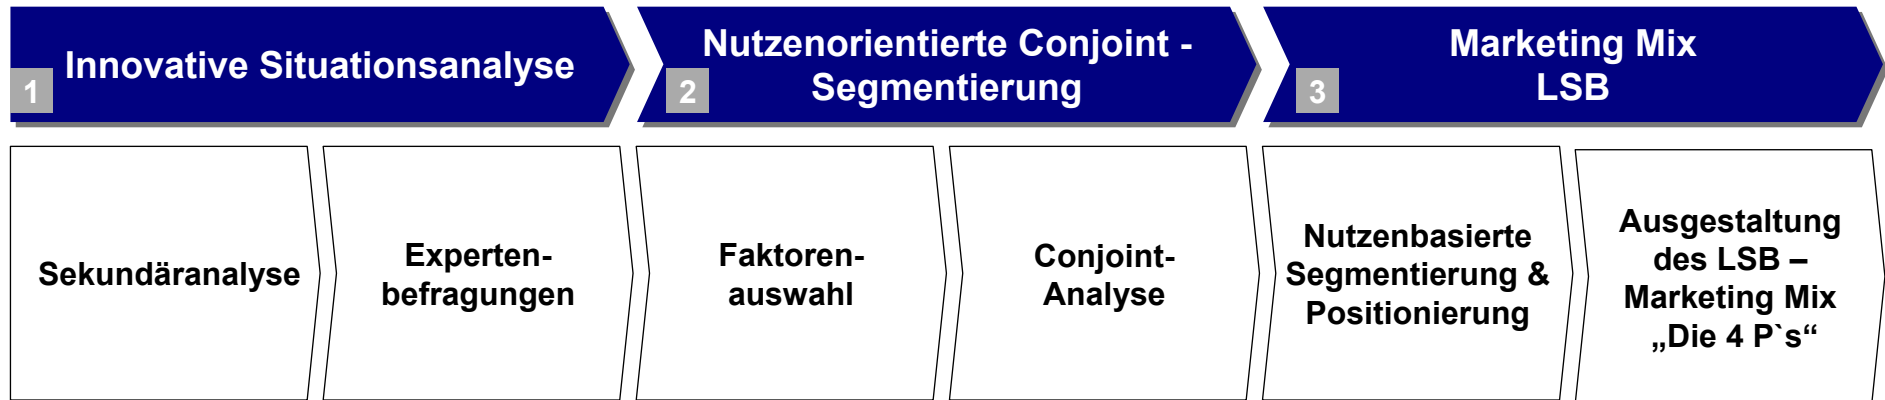 1
Innovative Situationsanalyse
2
Nutzenorientierte Conjoint -
Segmentierung
3
Marketing Mix
LSB
Sekundäranalyse
Experten-
befragungen
Faktoren-
auswahl
Conjoint-
Analyse
Nutzenbasierte
Segmentierung &
Positionierung
Ausgestaltung
des LSB –
Marketing Mix
„Die 4 P`s“